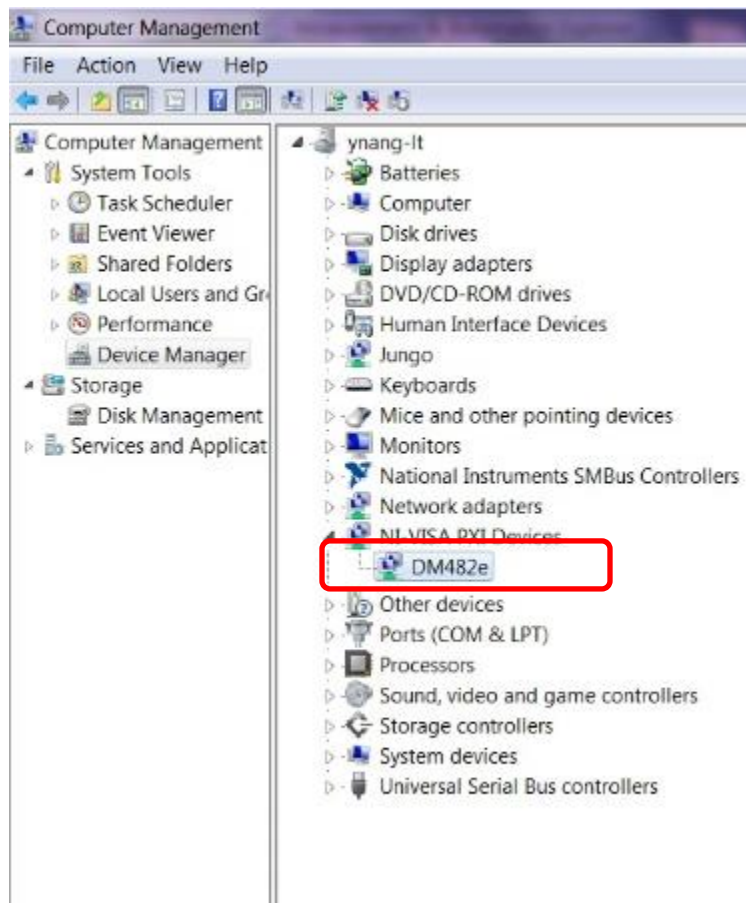 Computer Management
File Action View Help
Computer Management
System Tools
Task Scheduler
Event Viewer
Shared Folders
Local Users and Gr
Performance
Device Manager
Storage
Disk Management
Services and Applicat
ynang-lt
Batteries
Computer
Disk drives
Display adapters
DVD/CD-ROM drives
Human Interface Devices
Jungo
Keyboards
Mice and other pointing devices
Monitors
National Instruments SMBus Controllers
Network adapters
NI-VISA PXI Devices
DM482e
Other devices
Ports (COM & LPT)
Processors
Sound, video and game controllers
Storage controllers
System devices
Universal Serial Bus controllers